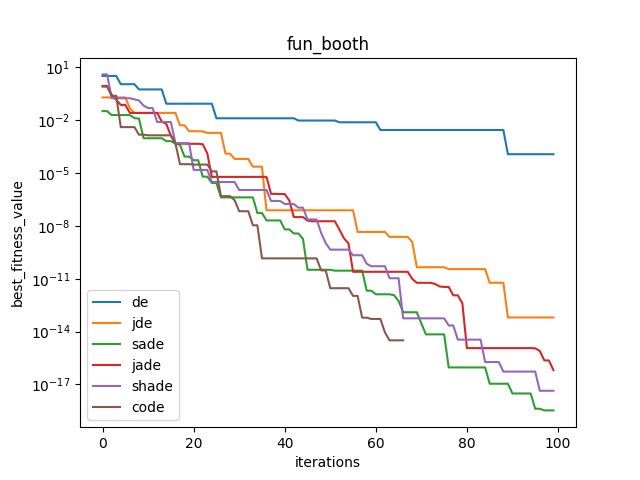 fun_booth
best_fitness_value
10^1
10^-2
10^-5
10^-8
10^-11
10^-14
10^-17
de
jde
sade
jade
shade
code
0 20 40 60 80 100
iterations